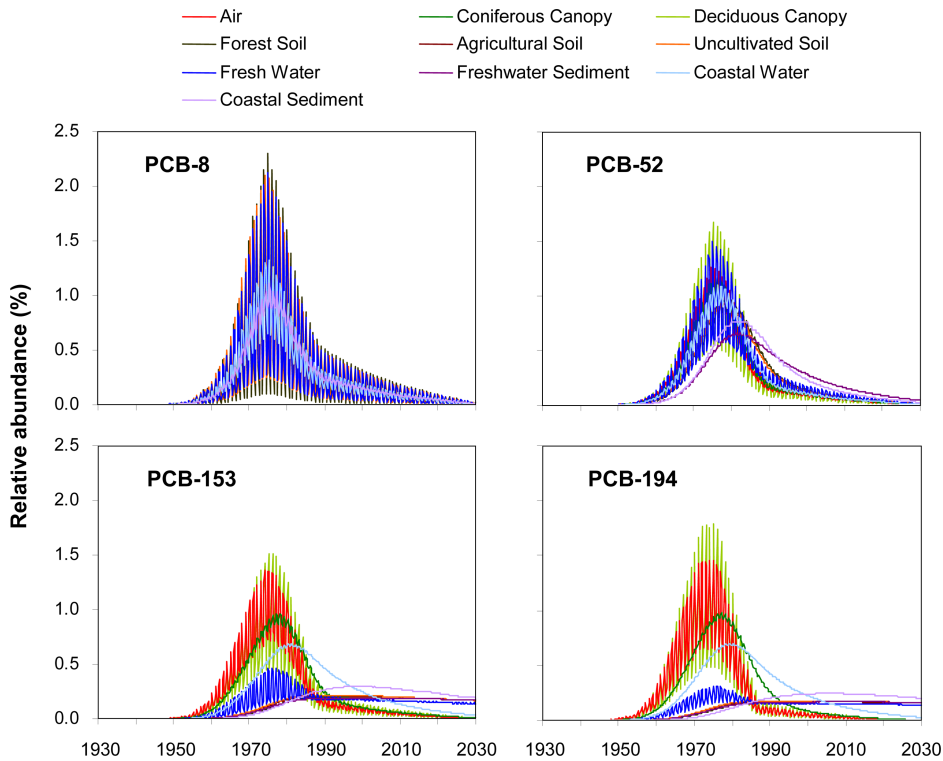 Air Coniferous Canopy Deciduous Canopy
Forest Soil Agricultural Soil Uncultivated Soil
Fresh Water Freshwater Sediment Coastal Water
Coastal Sediment
Relative abundance (%)
PCB-8
2.5
2.0
1.5
1.0
0.5
0.0
PCB-52
PCB-153
2.5
2.0
1.5
1.0
0.5
0.0
1930 1950 1970 1990 2010 2030
PCB-194
1930 1950 1970 1990 2010 2030